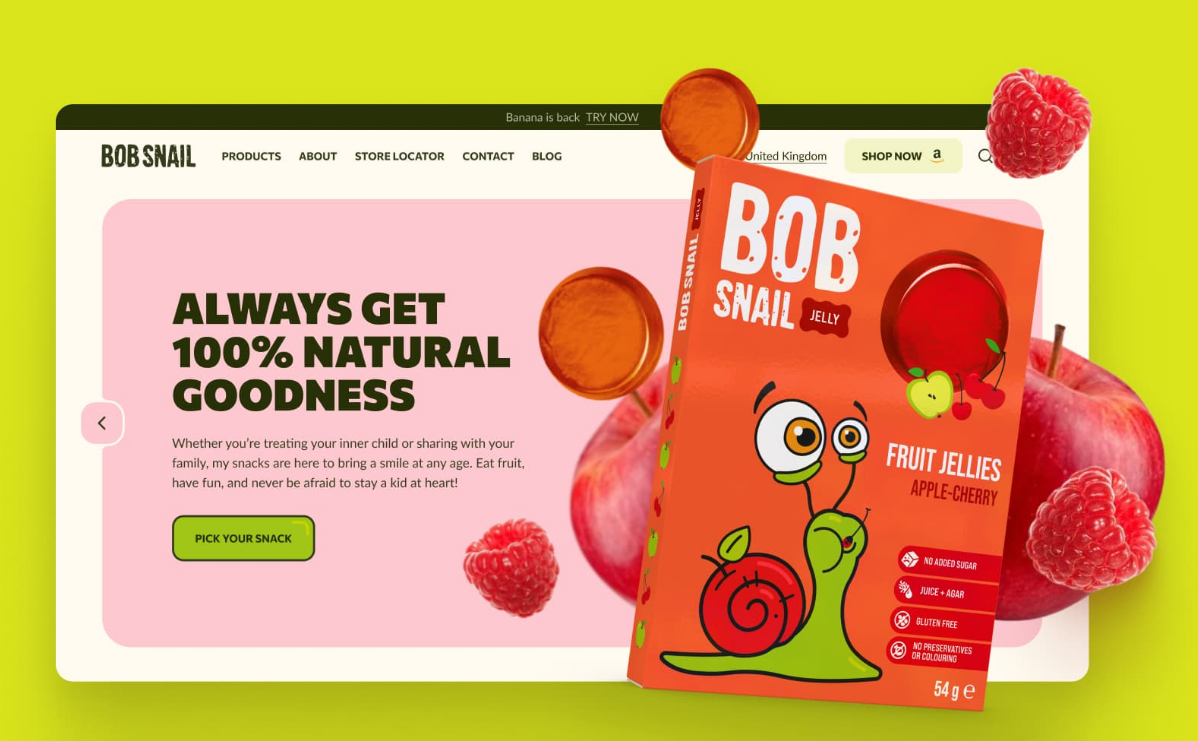 Banana is back TRY NOW
BOB SNAIL
PRODUCTS ABOUT STORE LOCATOR CONTACT BLOG
United Kingdom
SHOP NOW a
ALWAYS GET
100% NATURAL
GOODNESS
Whether you're treating your inner child or sharing with your
family, my snacks are here to bring a smile at any age. Eat fruit,
have fun, and never be afraid to stay a kid at heart!
PICK YOUR SNACK
BOB SNAIL JELLY
BOB
SNAIL JELLY
FRUIT JELLIES
APPLE-CHERRY
NO ADDED SUGAR
JUICE + AGAR
GLUTEN FREE
NO PRESERVATIVES
OR COLOURING
54 g ℮